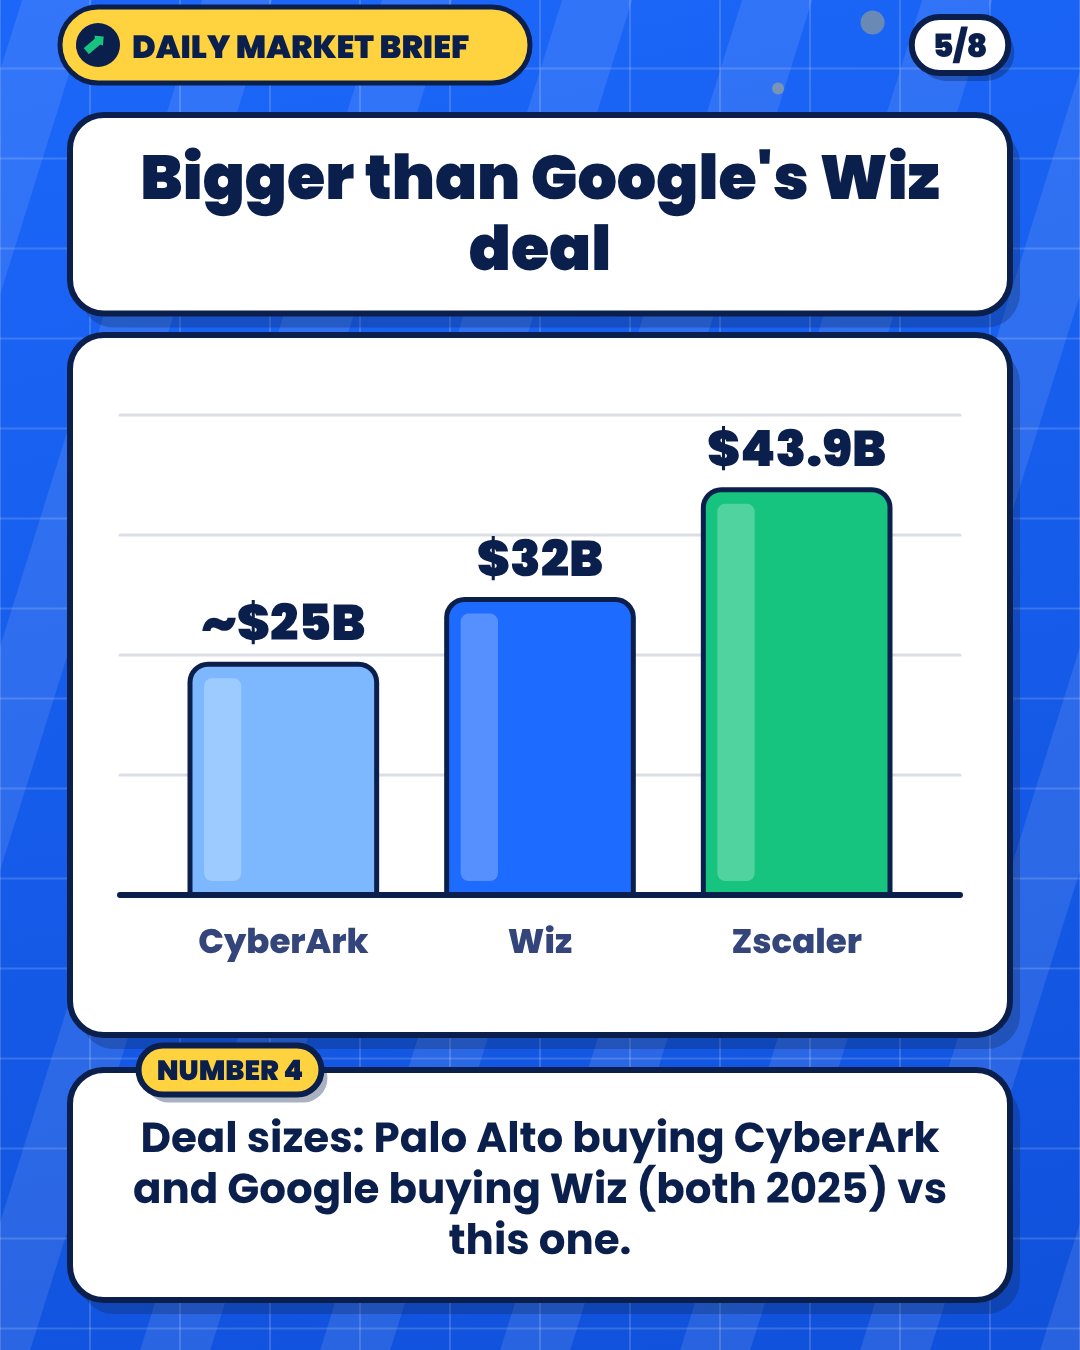 DAILY MARKET BRIEF
5/8
Bigger than Google's Wiz
deal
~$25B
$32B
$43.9B
CyberArk
Wiz
Zscaler
NUMBER 4
Deal sizes: Palo Alto buying CyberArk
and Google buying Wiz (both 2025) vs
this one.